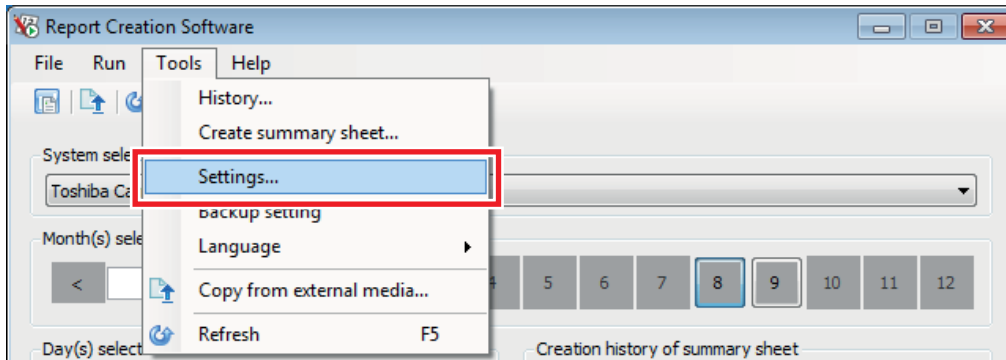 Report Creation Software
File Run Tools Help
History...
Create summary sheet...
System sele
Settings...
Toshiba Ca
Backup setting
Month(s) sele
Language
< 5 6 7 8 9 10 11 12
Copy from external media...
Refresh F5
Day(s) select Creation history of summary sheet